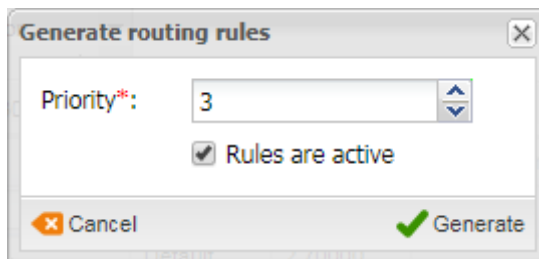 Generate routing rules
Priority*: 3
Rules are active
Cancel Generate